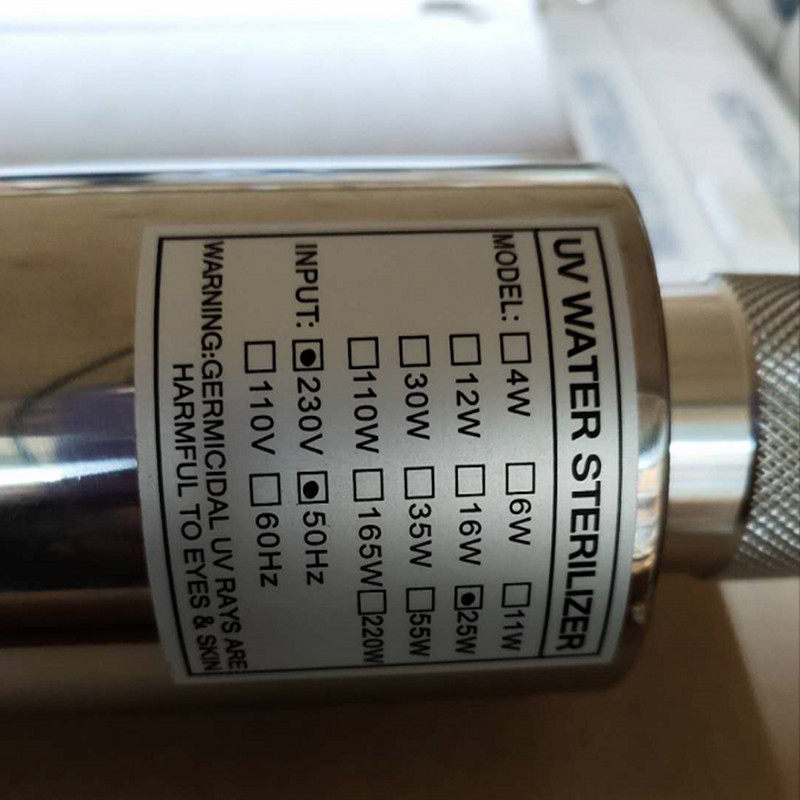 UV WATER STERILIZER
MODEL: □4W □6W □11W
□12W □16W ▣25W
□30W □35W □55W
□110W □165W □220W
INPUT: ▣230V ▣50Hz
□110V □60Hz
WARNING:GERMICIDAL UV RAYS ARE
HARMFUL TO EYES & SKIN